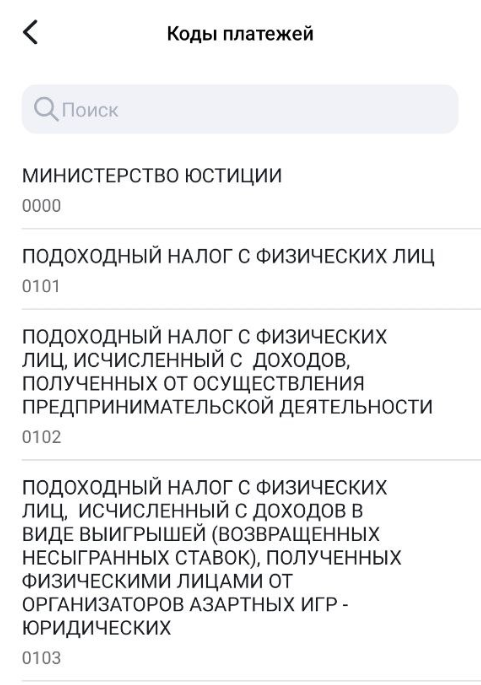 Коды платежей
Поиск
МИНИСТЕРСТВО ЮСТИЦИИ
0000
ПОДОХОДНЫЙ НАЛОГ С ФИЗИЧЕСКИХ ЛИЦ
0101
ПОДОХОДНЫЙ НАЛОГ С ФИЗИЧЕСКИХ
ЛИЦ, ИСЧИСЛЕННЫЙ С  ДОХОДОВ,
ПОЛУЧЕННЫХ ОТ ОСУЩЕСТВЛЕНИЯ
ПРЕДПРИНИМАТЕЛЬСКОЙ ДЕЯТЕЛЬНОСТИ
0102
ПОДОХОДНЫЙ НАЛОГ С ФИЗИЧЕСКИХ
ЛИЦ,  ИСЧИСЛЕННЫЙ С ДОХОДОВ В
ВИДЕ ВЫИГРЫШЕЙ (ВОЗВРАЩЕННЫХ
НЕСЫГРАННЫХ СТАВОК), ПОЛУЧЕННЫХ
ФИЗИЧЕСКИМИ ЛИЦАМИ ОТ
ОРГАНИЗАТОРОВ АЗАРТНЫХ ИГР -
ЮРИДИЧЕСКИХ
0103